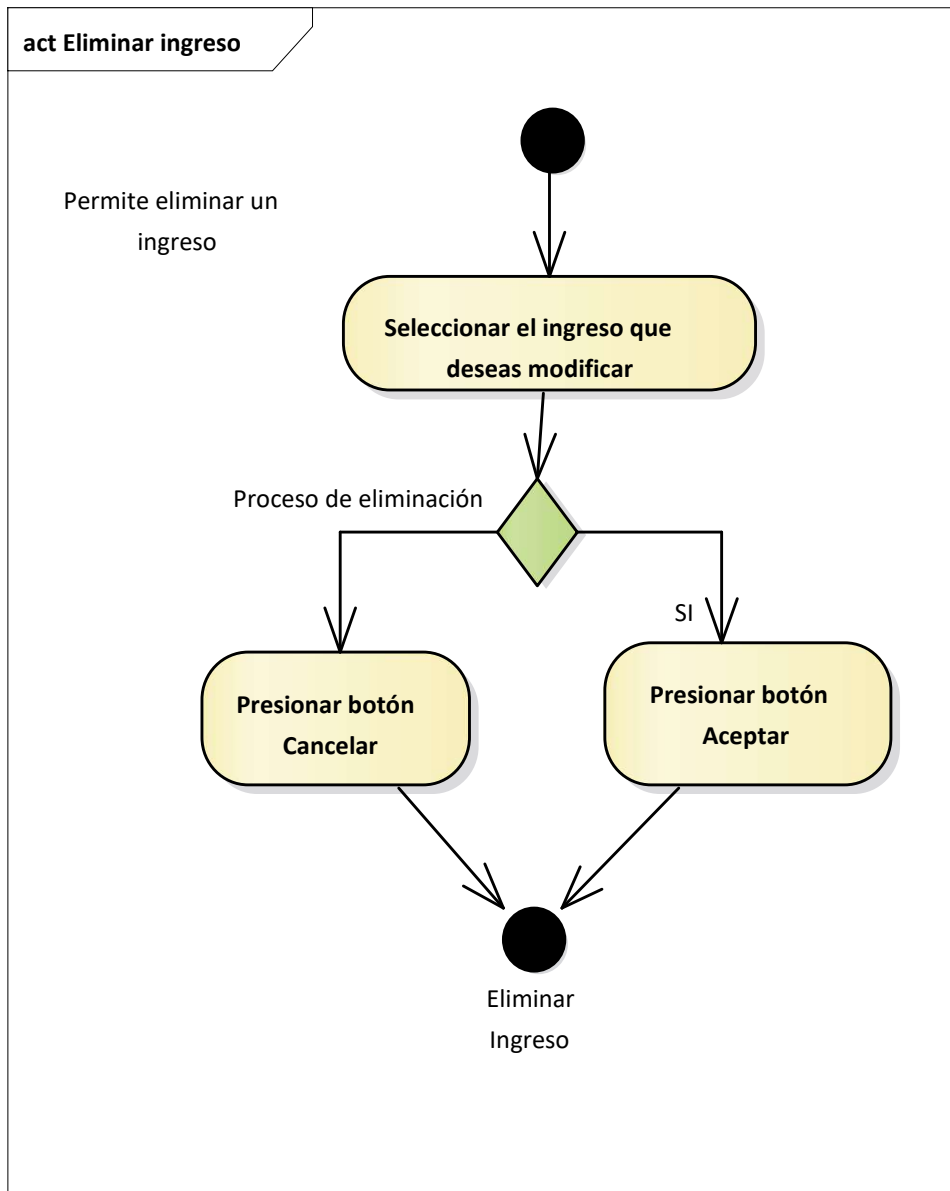 act Eliminar ingreso
Permite eliminar un
ingreso
Seleccionar el ingreso que
deseas modificar
Proceso de eliminación
SI
Presionar botón
Cancelar
Presionar botón
Aceptar
Eliminar
Ingreso